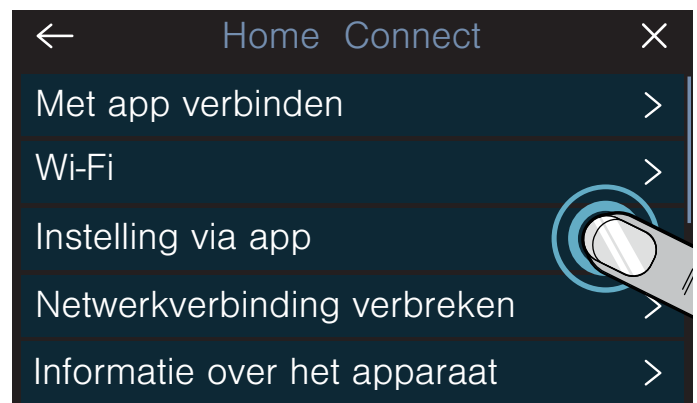 Home Connect
Met app verbinden
Wi-Fi
Instelling via app
Netwerkverbinding verbreken
Informatie over het apparaat